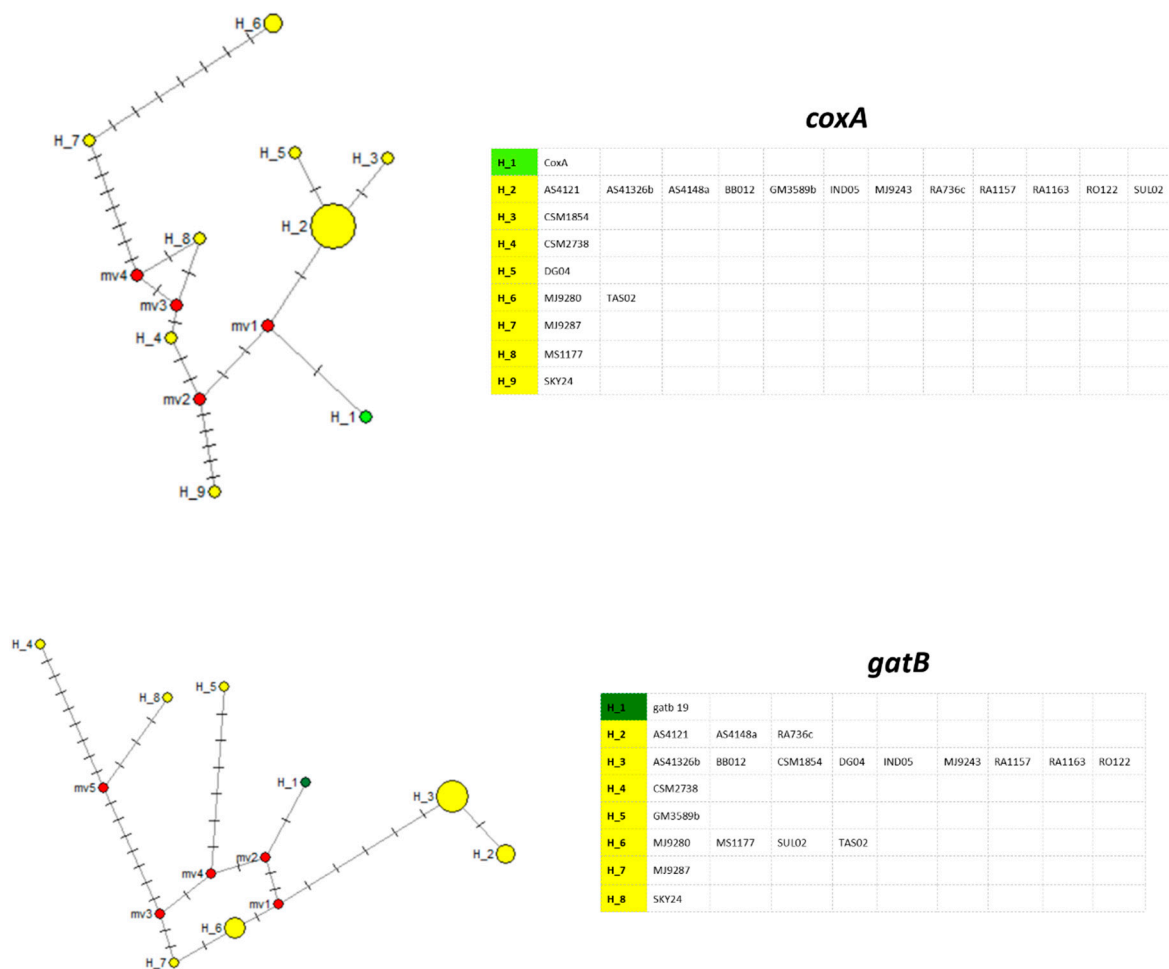 H_6
H_7
H_5
H_3
H_2
H_8
mv4
mv3
H_4
mv1
mv2
H_1
H_9
coxA
H_1 CoxA
H_2 AS4121 AS41326b AS4148a BB012 GM3589b IND05 MJ9243 RA736c RA1157 RA1163 RO122 SUL02
H_3 CSM1854
H_4 CSM2738
H_5 DG04
H_6 MJ9280 TAS02
H_7 MJ9287
H_8 MS1177
H_9 SKY24
H_4
H_8
H_5
mv5
H_1
H_3
H_2
mv2
mv4
mv1
mv3
H_6
H_7
gatB
H_1 gatb 19
H_2 AS4121 AS4148a RA736c
H_3 AS41326b BB012 CSM1854 DG04 IND05 MJ9243 RA1157 RA1163 RO122
H_4 CSM2738
H_5 GM3589b
H_6 MJ9280 MS1177 SUL02 TAS02
H_7 MJ9287
H_8 SKY24